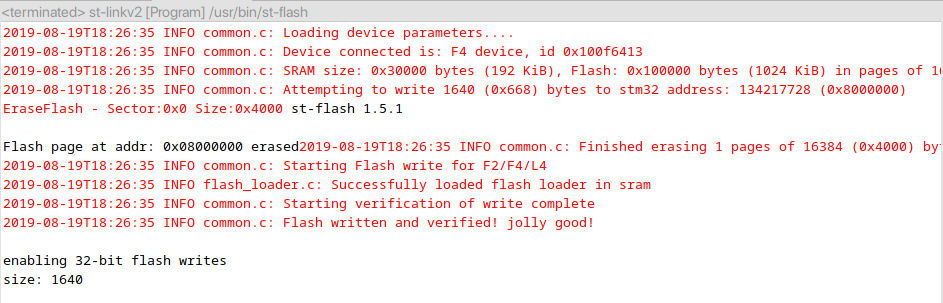 <terminated> st-linkv2 [Program] /usr/bin/st-flash
2019-08-19T18:26:35 INFO common.c: Loading device parameters....
2019-08-19T18:26:35 INFO common.c: Device connected is: F4 device, id 0x100f6413
2019-08-19T18:26:35 INFO common.c: SRAM size: 0x30000 bytes (192 KiB), Flash: 0x100000 bytes (1024 KiB) in pages of
2019-08-19T18:26:35 INFO common.c: Attempting to write 1640 (0x668) bytes to stm32 address: 134217728 (0x8000000)
EraseFlash - Sector:0x0 Size:0x4000 st-flash 1.5.1
Flash page at addr: 0x08000000 erased2019-08-19T18:26:35 INFO common.c: Finished erasing 1 pages of 16384 (0x4000)
2019-08-19T18:26:35 INFO common.c: Starting Flash write for F2/F4/L4
2019-08-19T18:26:35 INFO flash_loader.c: Successfully loaded flash loader in sram
2019-08-19T18:26:35 INFO common.c: Starting verification of write complete
2019-08-19T18:26:35 INFO common.c: Flash written and verified! jolly good!
enabling 32-bit flash writes
size: 1640